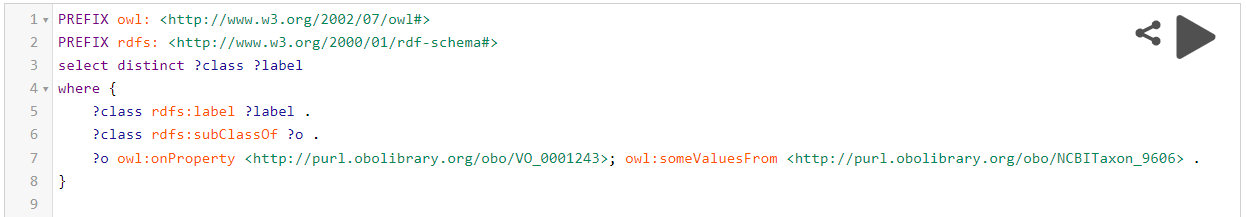 1 PREFIX owl: <http://www.w3.org/2002/07/owl#>
2 PREFIX rdfs: <http://www.w3.org/2000/01/rdf-schema#>
3 select distinct ?class ?label
4 where {
5 ?class rdfs:label ?label .
6 ?class rdfs:subClassOf ?o .
7 ?o owl:onProperty <http://purl.obolibrary.org/obo/VO_0001243>; owl:someValuesFrom <http://purl.obolibrary.org/obo/NCBITaxon_9606> .
8 }
9